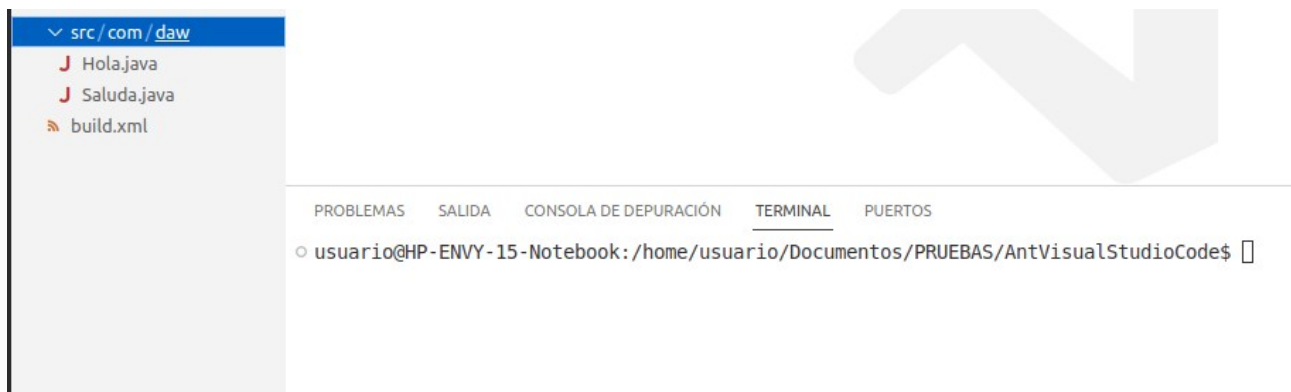 src/com/daw
J Hola.java
J Saluda.java
build.xml
PROBLEMAS SALIDA CONSOLA DE DEPURACIÓN TERMINAL PUERTOS
usuario@HP-ENVY-15-Notebook:/home/usuario/Documentos/PRUEBAS/AntVisualStudioCode$